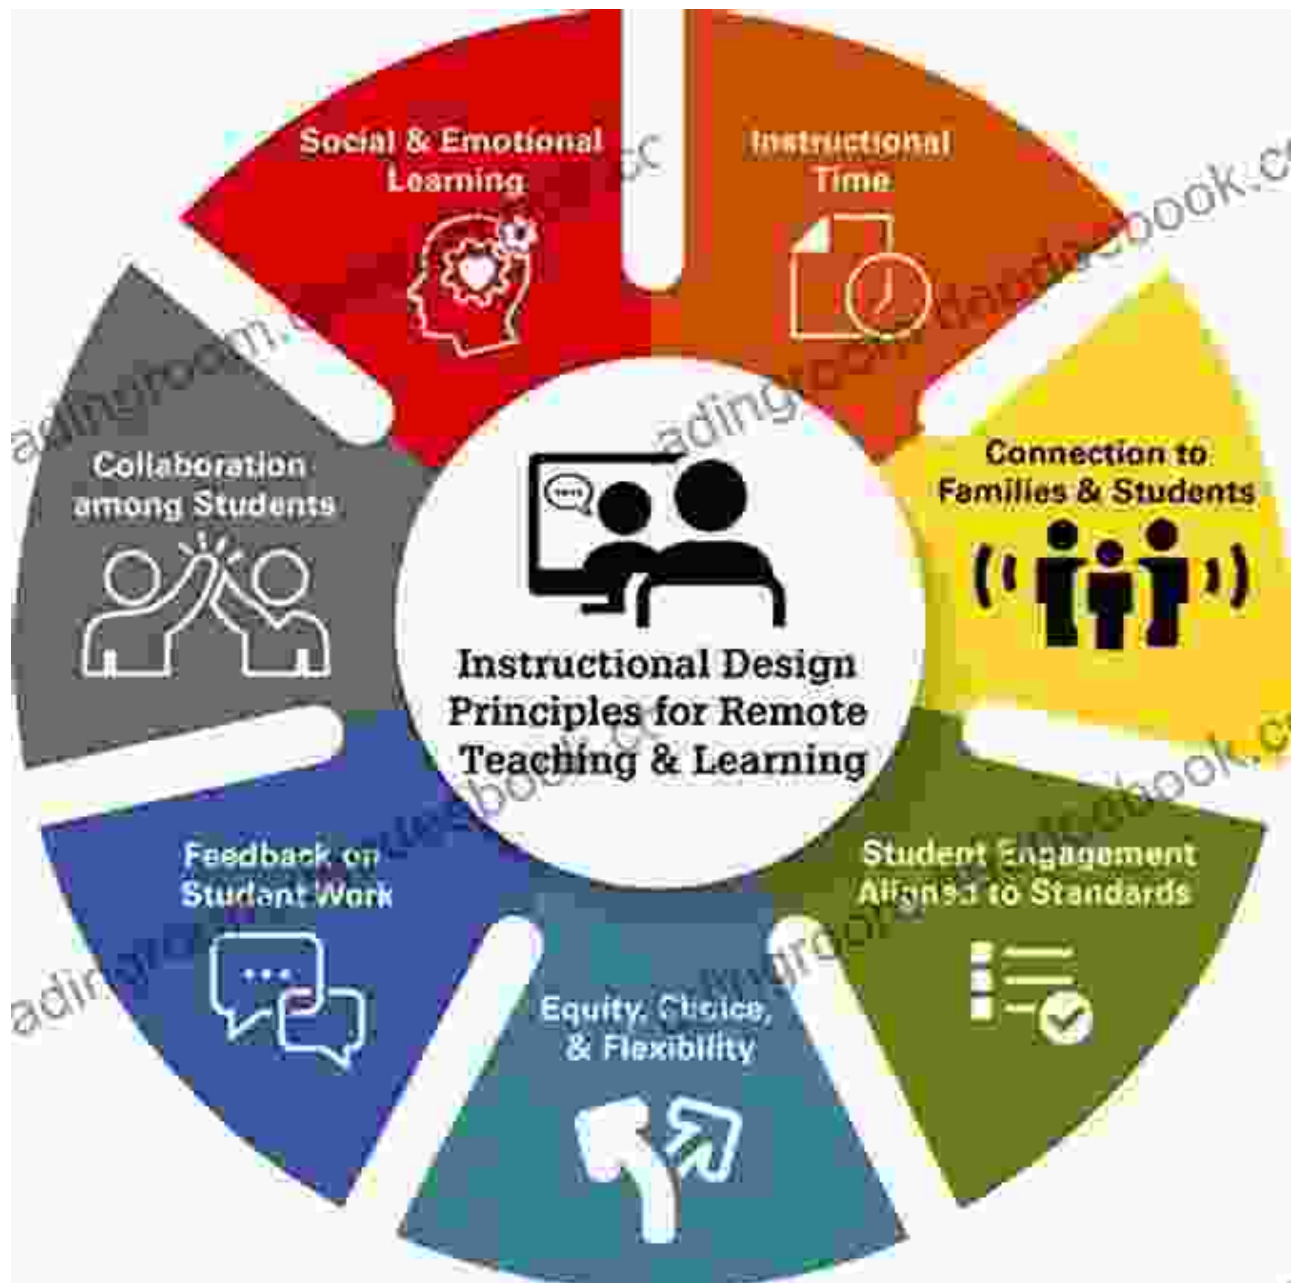 Social & Emotional
Learning
Instructional
Time
Connection to
Families & Students
Student Engagement
Aligned to Standards
Equity, Choice,
& Flexibility
Feedback on
Student Work
Collaboration
among Students
Instructional Design
Principles for Remote
Teaching & Learning